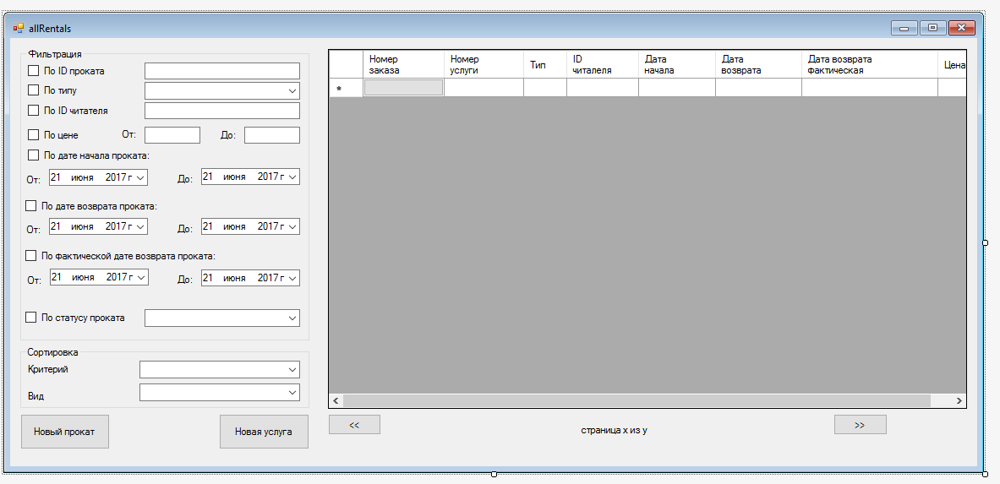 allRentals
Фильтрация
По ID проката
По типу
По ID читателя
По цене От: До:
По дате начала проката:
От: 21 июня 2017 г До: 21 июня 2017 г
По дате возврата проката:
От: 21 июня 2017 г До: 21 июня 2017 г
По фактической дате возврата проката:
От: 21 июня 2017 г До: 21 июня 2017 г
По статусу проката
Сортировка
Критерий
Вид
Новый прокат Новая услуга
Номер заказа
Номер услуги
Тип
ID читалеля
Дата начала
Дата возврата
Дата возврата фактическая
Цена
*
<< страница x из y >>